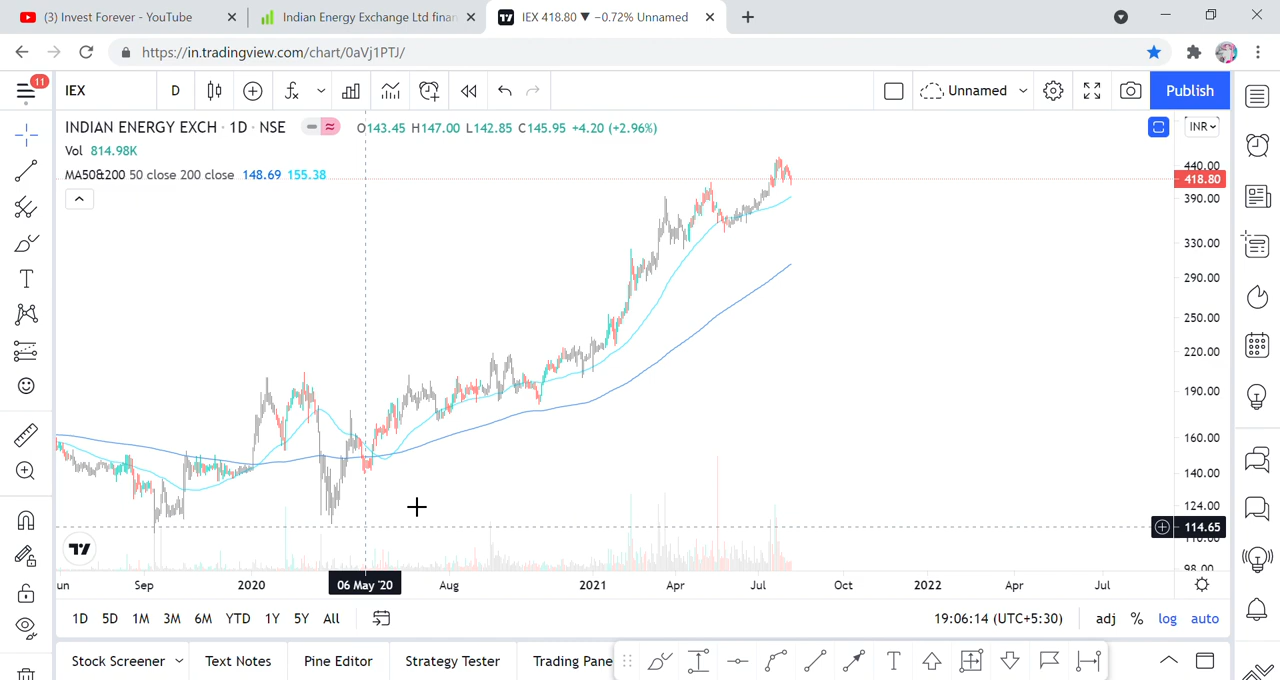 (3) Invest Forever - YouTube
Indian Energy Exchange Ltd finan
IEX 418.80 ▼ −0.72% Unnamed
https://in.tradingview.com/chart/0aVj1PTJ/
11
IEX
D
Unnamed
Publish
INDIAN ENERGY EXCH · 1D · NSE
O143.45 H147.00 L142.85 C145.95 +4.20 (+2.96%)
INR
Vol 814.98K
MA50&200 50 close 200 close 148.69 155.38
440.00
418.80
390.00
330.00
290.00
250.00
220.00
190.00
160.00
140.00
124.00
114.65
98.00
Sep
2020
06 May '20
Aug
2021
Apr
Jul
Oct
2022
Apr
Jul
1D 5D 1M 3M 6M YTD 1Y 5Y All
19:06:14 (UTC+5:30)
adj % log auto
Stock Screener
Text Notes
Pine Editor
Strategy Tester
Trading Pane